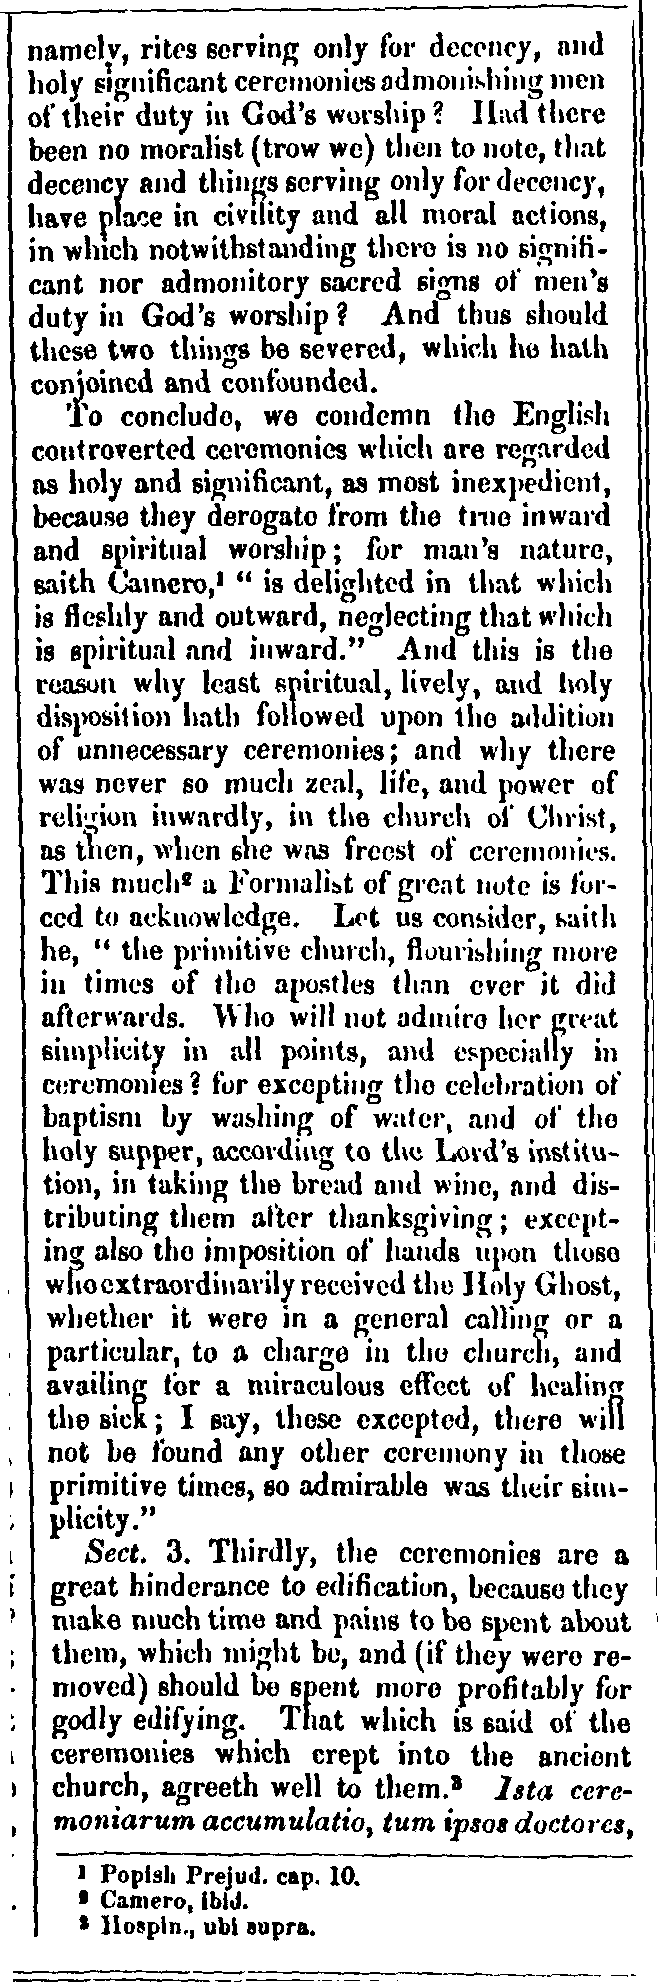 namely, rites serving only for decency, and
holy significant ceremonies admonishing men
of their duty in God's worship? Had there
been no moralist (trow we) then to note, that
decency and things serving only for decency,
have place in civility and all moral actions,
in which notwithstanding there is no signifi-
cant nor admonitory sacred signs of men's
duty in God's worship? And thus should
these two things be severed, which he hath
conjoined and confounded.
To conclude, we condemn the English
controverted ceremonies which are regarded
as holy and significant, as most inexpedient,
because they derogate from the true inward
and spiritual worship; for man's nature,
saith Camero,¹ “ is delighted in that which
is fleshly and outward, neglecting that which
is spiritual and inward.” And this is the
reason why least spiritual, lively, and holy
disposition hath followed upon the addition
of unnecessary ceremonies; and why there
was never so much zeal, life, and power of
religion inwardly, in the church of Christ,
as then, when she was freest of ceremonies.
This much² a Formalist of great note is for-
ced to acknowledge. Let us consider, saith
he, “ the primitive church, flourishing more
in times of the apostles than ever it did
afterwards. Who will not admire her great
simplicity in all points, and especially in
ceremonies? for excepting the celebration of
baptism by washing of water, and of the
holy supper, according to the Lord's institu-
tion, in taking the bread and wine, and dis-
tributing them after thanksgiving; except-
ing also the imposition of hands upon those
who extraordinarily received the Holy Ghost,
whether it were in a general calling or a
particular, to a charge in the church, and
availing for a miraculous effect of healing
the sick; I say, these excepted, there will
not be found any other ceremony in those
primitive times, so admirable was their sim-
plicity.”
Sect. 3. Thirdly, the ceremonies are a
great hinderance to edification, because they
make much time and pains to be spent about
them, which might be, and (if they were re-
moved) should be spent more profitably for
godly edifying. That which is said of the
ceremonies which crept into the ancient
church, agreeth well to them.³ Ista cere-
moniarum accumulatio, tum ipsos doctores,
¹ Popish Prejud. cap. 10.
² Camero, ibid.
³ Hospin., ubi supra.